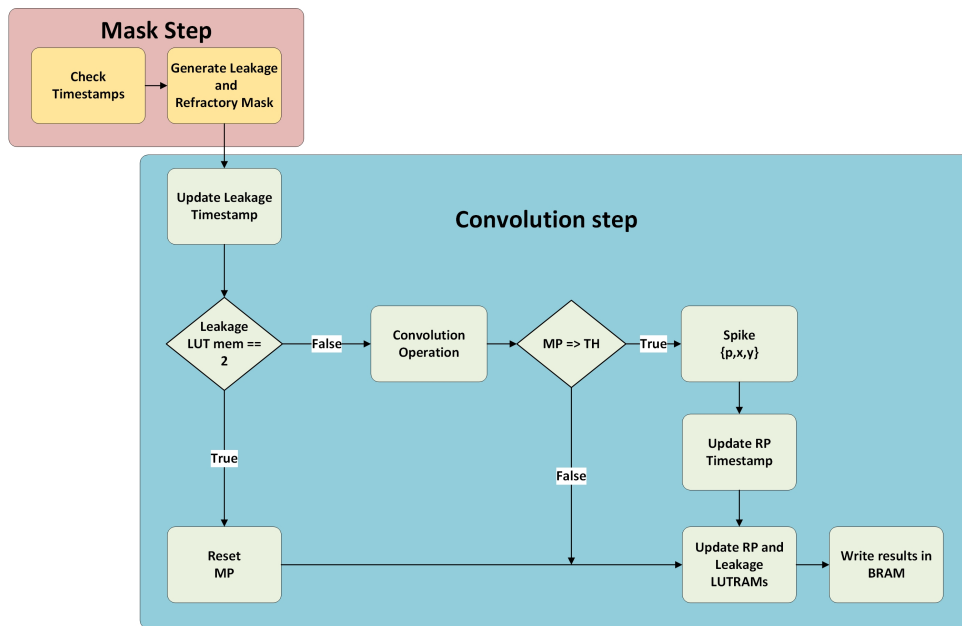 Mask Step
Check
Timestamps
Generate Leakage
and
Refractory Mask
Update Leakage
Timestamp
Convolution step
Leakage
LUT mem ==
2
False
Convolution
Operation
MP => TH
True
Spike
{p,x,y}
Update RP
Timestamp
True
False
Reset
MP
Update RP and
Leakage
LUTRAMs
Write results in
BRAM